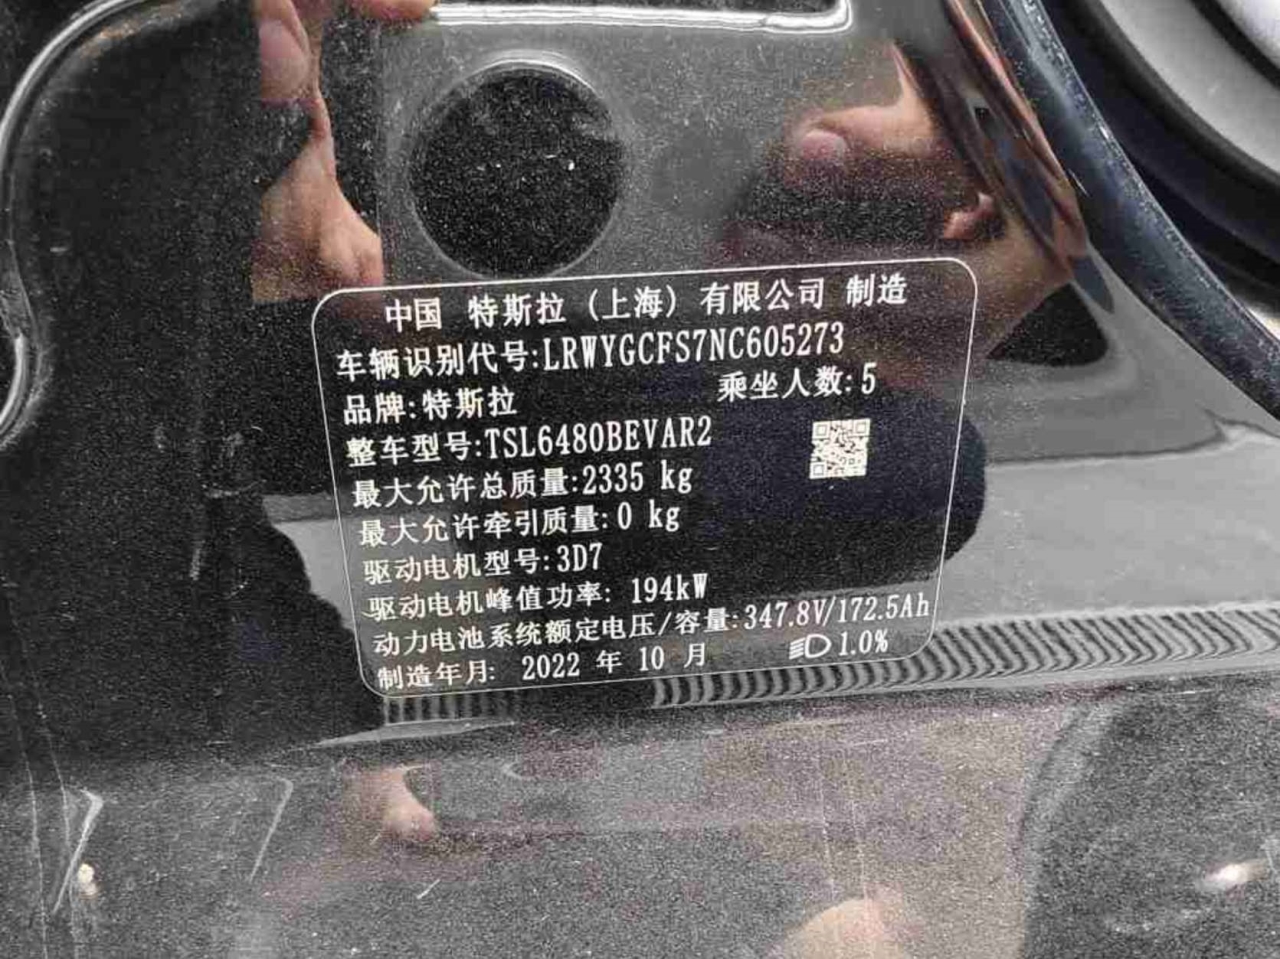 中国 特斯拉（上海）有限公司 制造
车辆识别代号:LRWYGCFS7NC605273
品牌:特斯拉 乘坐人数:5
整车型号:TSL6480BEVAR2
最大允许总质量:2335 kg
最大允许牵引质量:0 kg
驱动电机型号:3D7
驱动电机峰值功率: 194kW
动力电池系统额定电压/容量:347.8V/172.5Ah
制造年月: 2022 年 10 月 1.0%